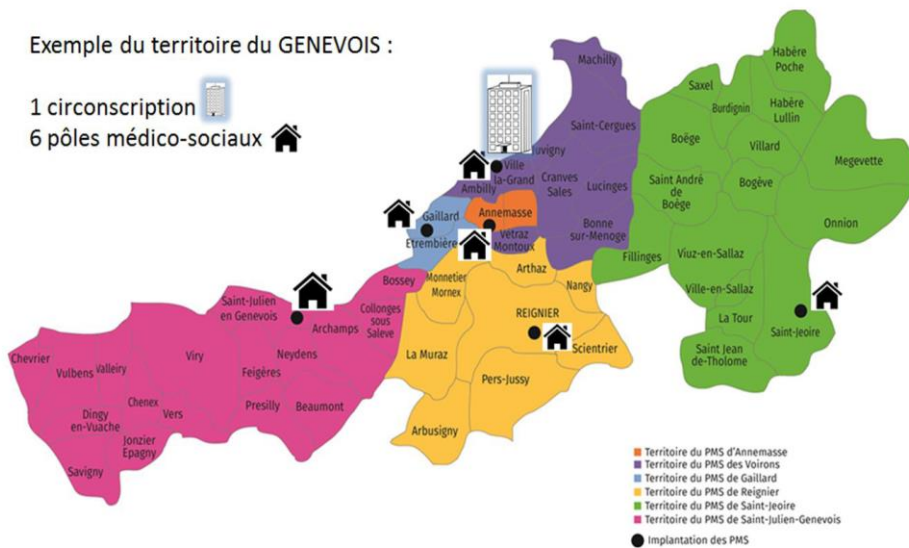 Exemple du territoire du GENEVOIS :
1 circonscription
6 pôles médico-sociaux
Machilly
Saint-Cergues
Juvigny
Ville
la-Grand
Cranves
Sales
Lucinges
Ambilly
Bonne
sur-Menoge
Vétraz
Montoux
Annemasse
Gaillard
Etrembière
Habère
Poche
Saxel
Burdignin
Habère
Lullin
Boëge
Villard
Megevette
Saint André
de
Boëge
Bogève
Onnion
Fillinges
Viuz-en-Sallaz
Ville-en-Sallaz
La Tour
Saint-Jeoire
Saint Jean
de-Tholome
Arthaz
Monnetier
Mornex
Nangy
REIGNIER
Scientrier
La Muraz
Pers-Jussy
Arbusigny
Bossey
Saint-Julien
en Genevois
Collonges
sous
Saleve
Archamps
Neydens
Viry
Feigères
Chevrier
Vulbens
Valleiry
Chenex
Vers
Presilly
Beaumont
Dingy
en-Vuache
Jonzier
Epagny
Savigny
Territoire du PMS d'Annemasse
Territoire du PMS des Voirons
Territoire du PMS de Gaillard
Territoire du PMS de Reignier
Territoire du PMS de Saint-Jeoire
Territoire du PMS de Saint-Julien-Genevois
Implantation des PMS